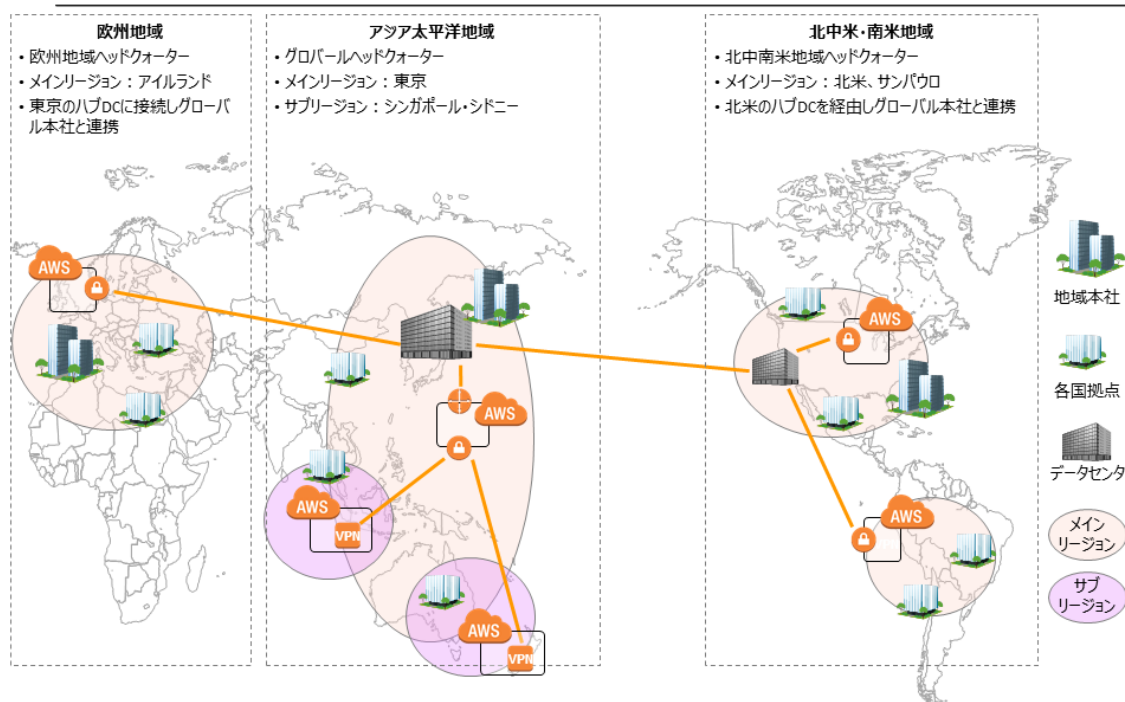 欧州地域
・欧州地域ヘッドクォーター
・メインリージョン：アイルランド
・東京のハブDCに接続しグローバ
ル本社と連携
アジア太平洋地域
・グロバールヘッドクォーター
・メインリージョン：東京
・サブリージョン：シンガポール・シドニー
北中米・南米地域
・北中南米地域ヘッドクォーター
・メインリージョン：北米、サンパウロ
・北米のハブDCを経由しグローバル本社と連携
AWS
AWS
AWS
VPN
AWS
VPN
AWS
AWS
地域本社
各国拠点
データセンタ
メイン
リージョン
サブ
リージョン